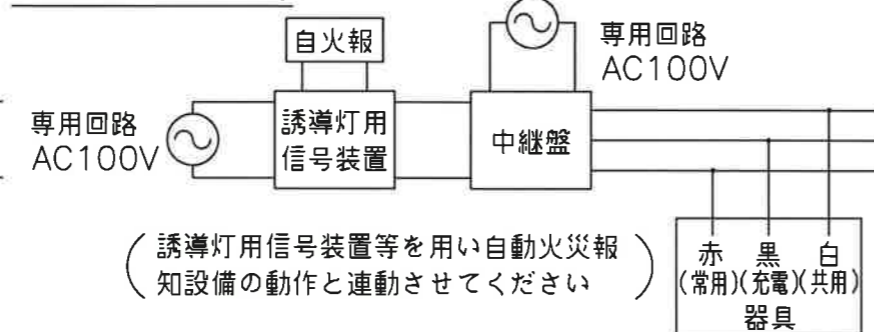 自火報
専用回路
AC100V
専用回路
AC100V
誘導灯用
信号装置
中継盤
誘導灯用信号装置等を用い自動火災報
知設備の動作と連動させてください
赤 黒 白
(常用)(充電)(共用)
器具